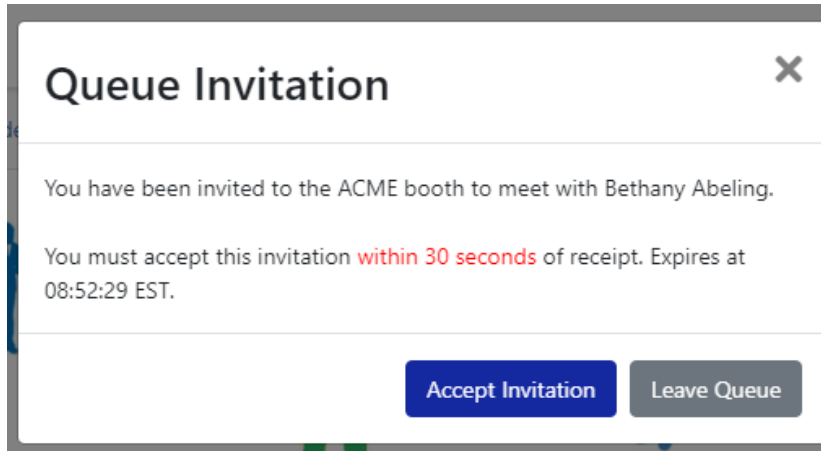 Queue Invitation
You have been invited to the ACME booth to meet with Bethany Abeling.
You must accept this invitation within 30 seconds of receipt. Expires at
08:52:29 EST.
Accept Invitation
Leave Queue